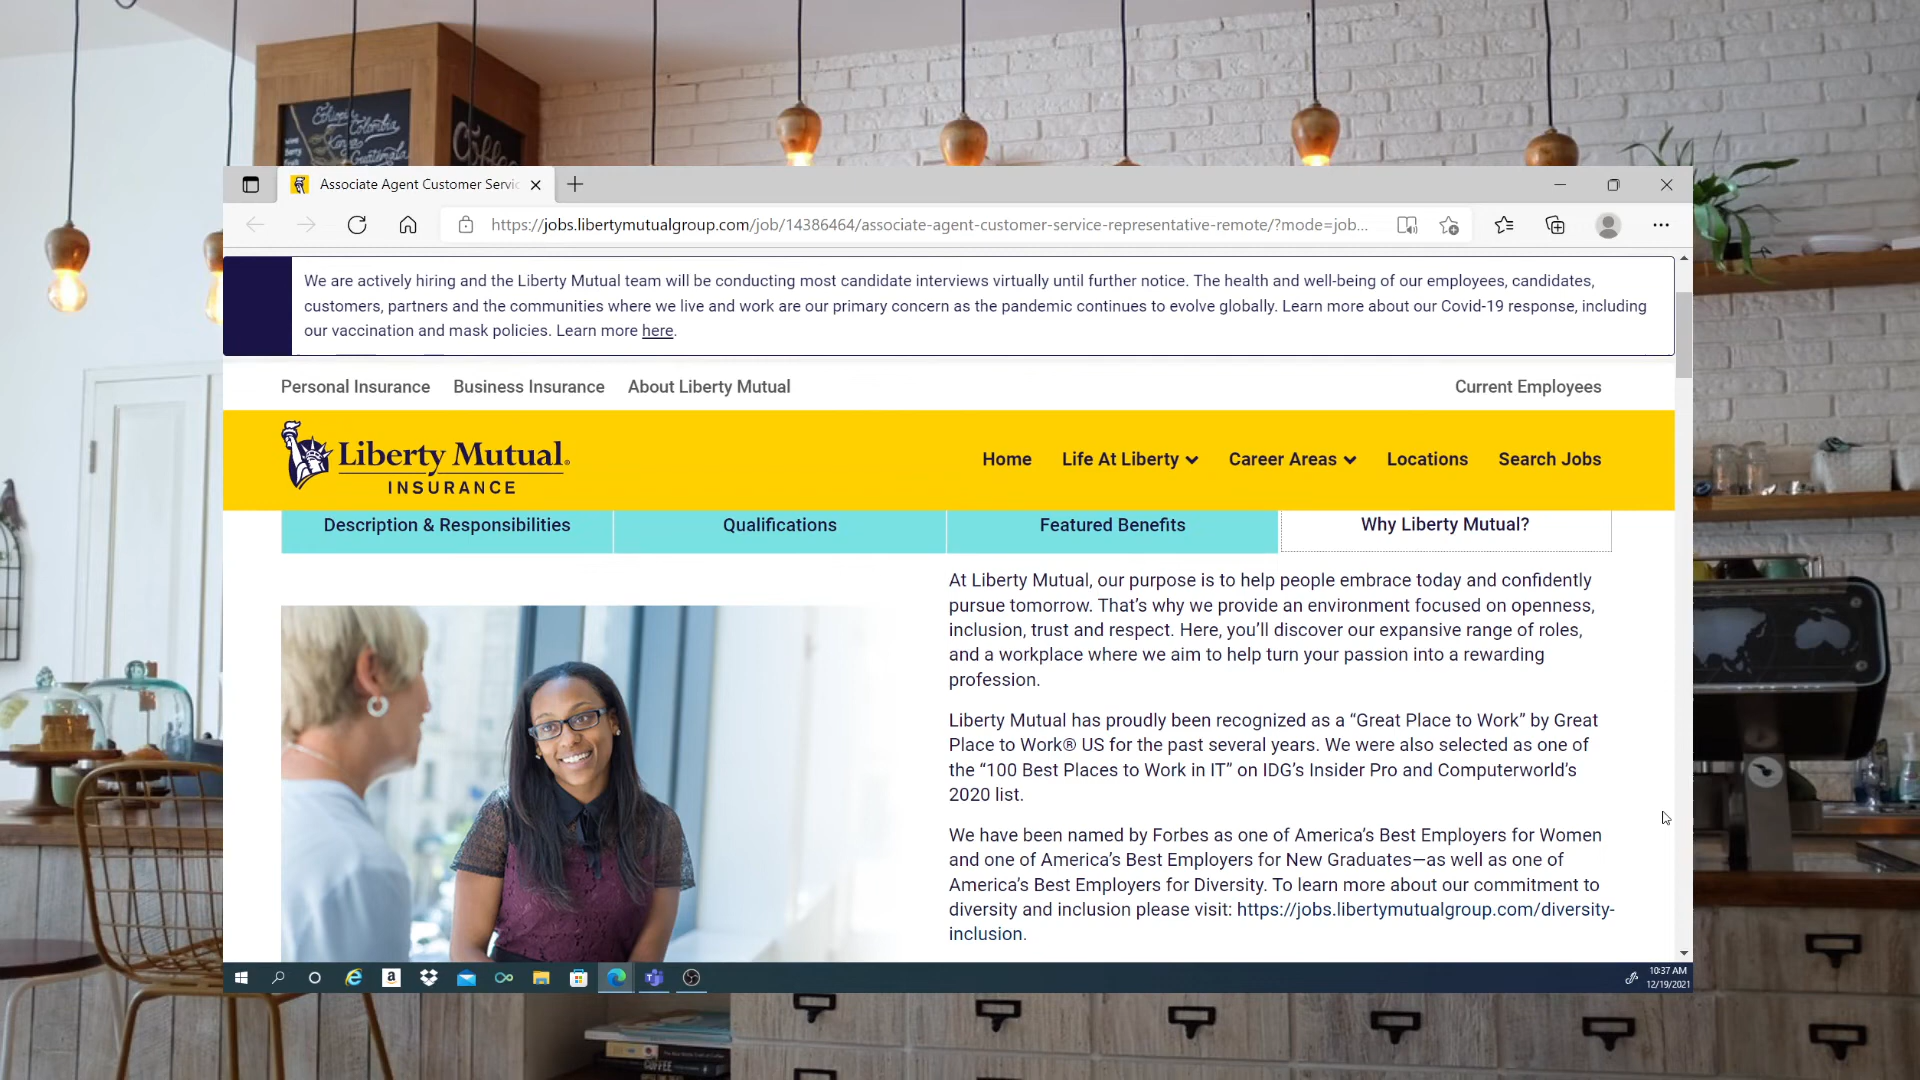 Ethiopia
Colombia
Kenya
Guatemala
Coffee
Associate Agent Customer Servic
https://jobs.libertymutualgroup.com/job/14386464/associate-agent-customer-service-representative-remote/?mode=job...
We are actively hiring and the Liberty Mutual team will be conducting most candidate interviews virtually until further notice. The health and well-being of our employees, candidates,
customers, partners and the communities where we live and work are our primary concern as the pandemic continues to evolve globally. Learn more about our Covid-19 response, including
our vaccination and mask policies. Learn more here.
Personal Insurance Business Insurance About Liberty Mutual Current Employees
Liberty Mutual®
INSURANCE
Home Life At Liberty Career Areas Locations Search Jobs
Description & Responsibilities Qualifications Featured Benefits Why Liberty Mutual?
At Liberty Mutual, our purpose is to help people embrace today and confidently
pursue tomorrow. That’s why we provide an environment focused on openness,
inclusion, trust and respect. Here, you’ll discover our expansive range of roles,
and a workplace where we aim to help turn your passion into a rewarding
profession.
Liberty Mutual has proudly been recognized as a “Great Place to Work” by Great
Place to Work® US for the past several years. We were also selected as one of
the “100 Best Places to Work in IT” on IDG’s Insider Pro and Computerworld’s
2020 list.
We have been named by Forbes as one of America’s Best Employers for Women
and one of America’s Best Employers for New Graduates—as well as one of
America’s Best Employers for Diversity. To learn more about our commitment to
diversity and inclusion please visit: https://jobs.libertymutualgroup.com/diversity-
inclusion.
10:37 AM
12/19/2021
COFFEE